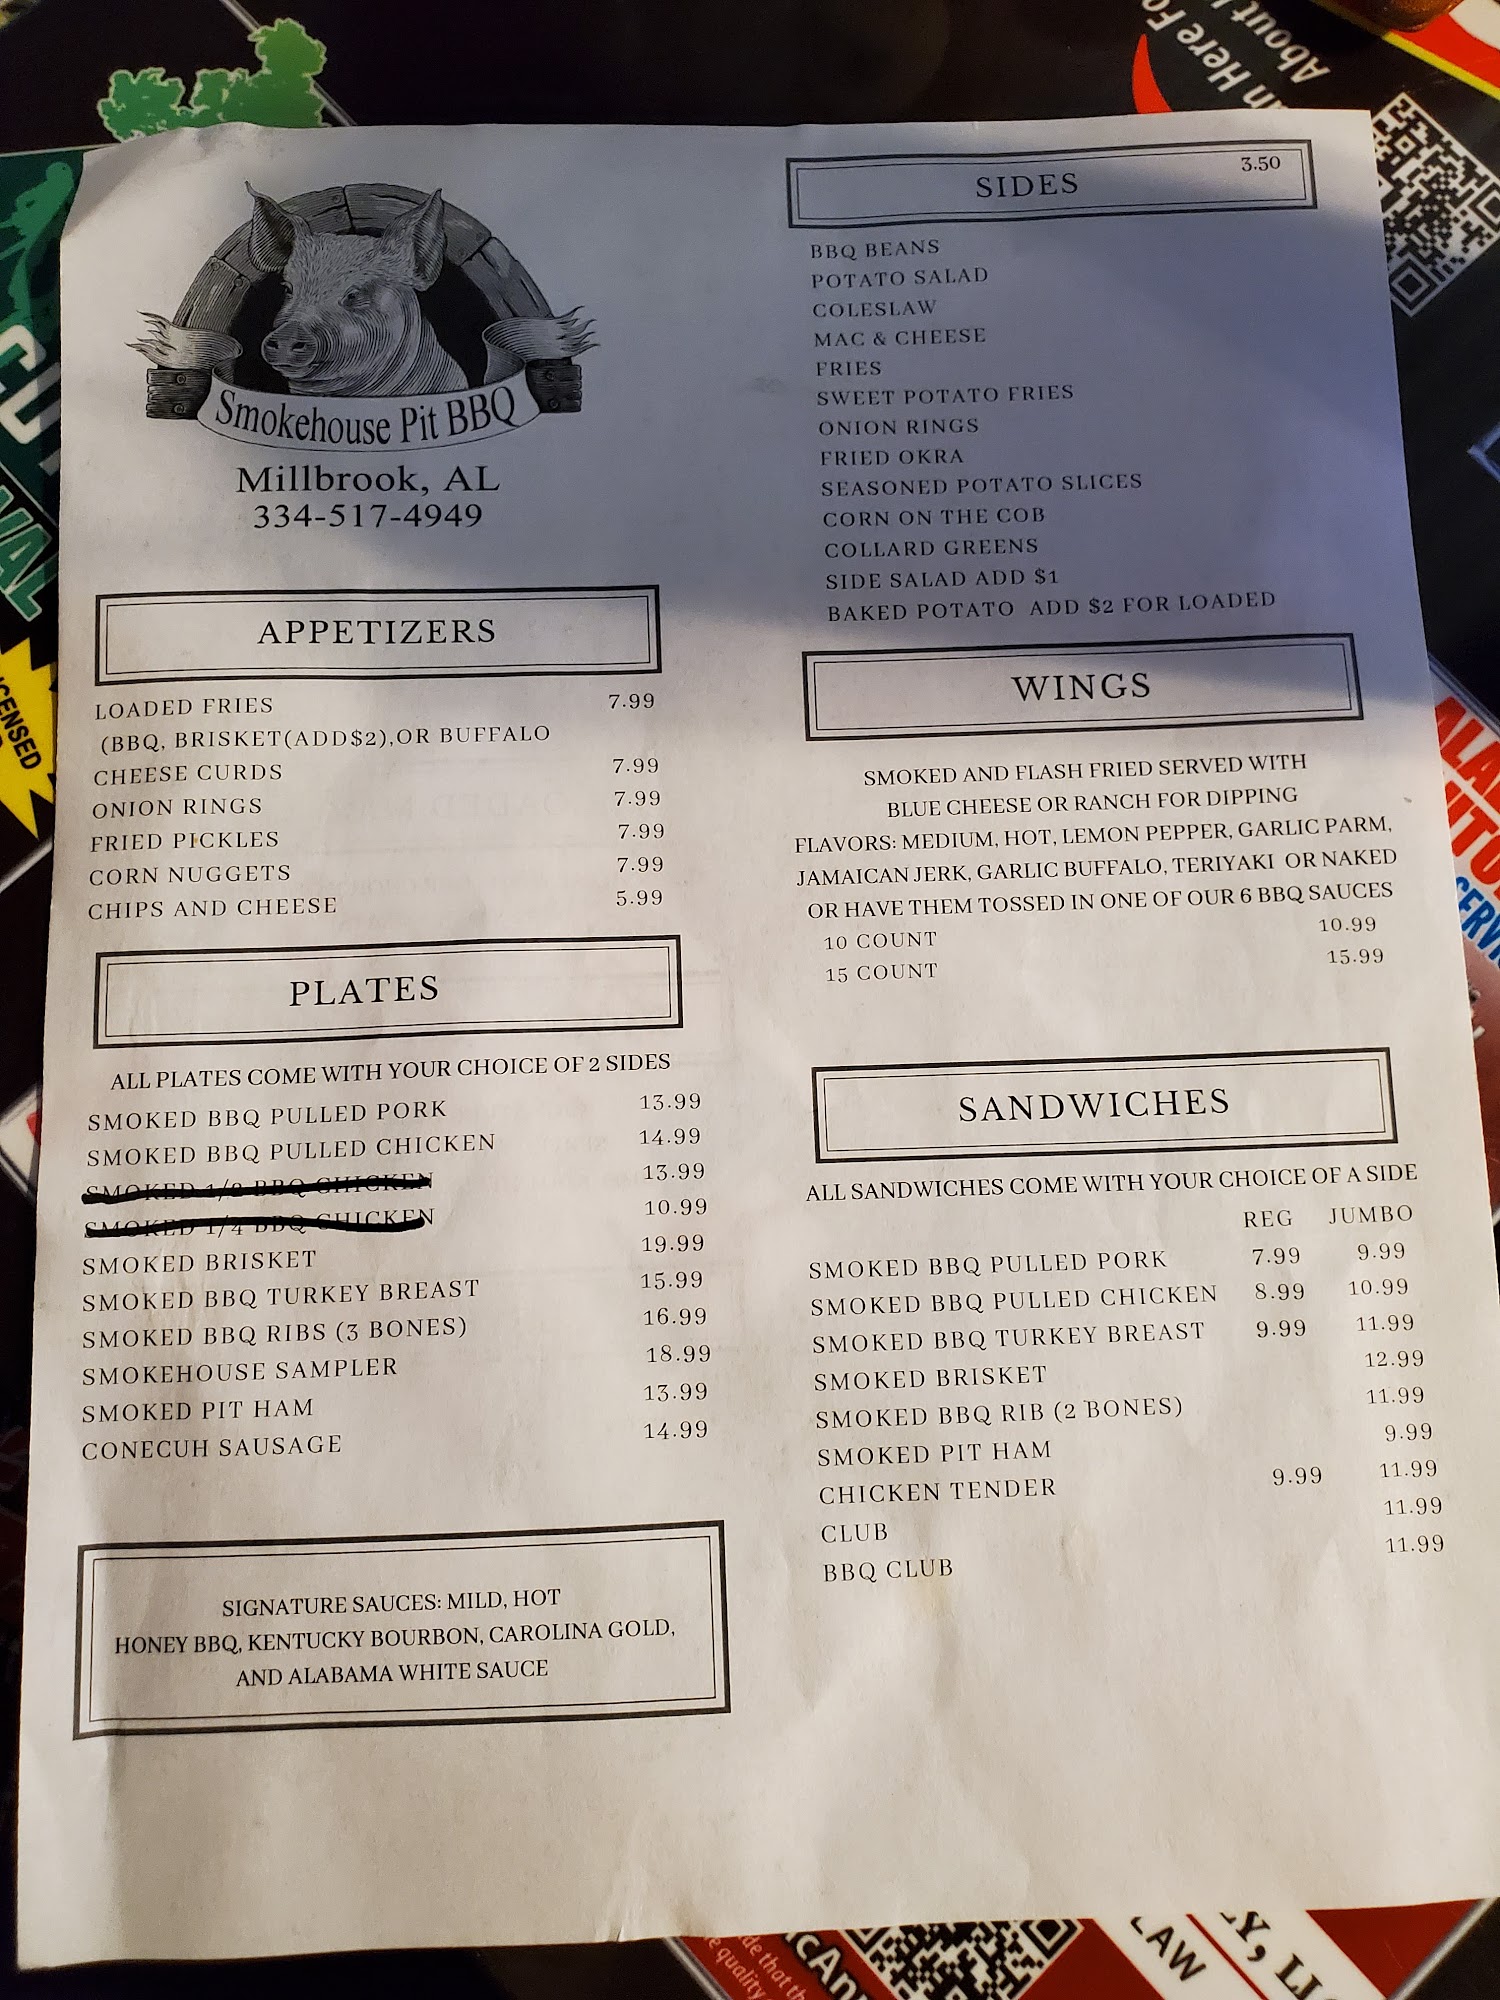 Smokehouse Pit BBQ
Millbrook, AL
334-517-4949
APPETIZERS
LOADED FRIES 7.99
(BBQ, BRISKET(ADD$2),OR BUFFALO
CHEESE CURDS 7.99
ONION RINGS 7.99
FRIED PICKLES 7.99
CORN NUGGETS 7.99
CHIPS AND CHEESE 5.99
PLATES
ALL PLATES COME WITH YOUR CHOICE OF 2 SIDES
SMOKED BBQ PULLED PORK 13.99
SMOKED BBQ PULLED CHICKEN 14.99
SMOKED 1/2 BBQ CHICKEN 13.99
SMOKED 1/4 BBQ CHICKEN 10.99
SMOKED BRISKET 19.99
SMOKED BBQ TURKEY BREAST 15.99
SMOKED BBQ RIBS (3 BONES) 16.99
SMOKEHOUSE SAMPLER 18.99
SMOKED PIT HAM 13.99
CONECUH SAUSAGE 14.99
SIGNATURE SAUCES: MILD, HOT
HONEY BBQ, KENTUCKY BOURBON, CAROLINA GOLD,
AND ALABAMA WHITE SAUCE
SIDES 3.50
BBQ BEANS
POTATO SALAD
COLESLAW
MAC & CHEESE
FRIES
SWEET POTATO FRIES
ONION RINGS
FRIED OKRA
SEASONED POTATO SLICES
CORN ON THE COB
COLLARD GREENS
SIDE SALAD ADD $1
BAKED POTATO ADD $2 FOR LOADED
WINGS
SMOKED AND FLASH FRIED SERVED WITH
BLUE CHEESE OR RANCH FOR DIPPING
FLAVORS: MEDIUM, HOT, LEMON PEPPER, GARLIC PARM,
JAMAICAN JERK, GARLIC BUFFALO, TERIYAKI OR NAKED
OR HAVE THEM TOSSED IN ONE OF OUR 6 BBQ SAUCES
10 COUNT 10.99
15 COUNT 15.99
SANDWICHES
ALL SANDWICHES COME WITH YOUR CHOICE OF A SIDE
REG JUMBO
SMOKED BBQ PULLED PORK 7.99 9.99
SMOKED BBQ PULLED CHICKEN 8.99 10.99
SMOKED BBQ TURKEY BREAST 9.99 11.99
SMOKED BRISKET 12.99
SMOKED BBQ RIB (2 BONES) 11.99
SMOKED PIT HAM 9.99
CHICKEN TENDER 9.99 11.99
CLUB 11.99
BBQ CLUB 11.99
Here
About
LAW